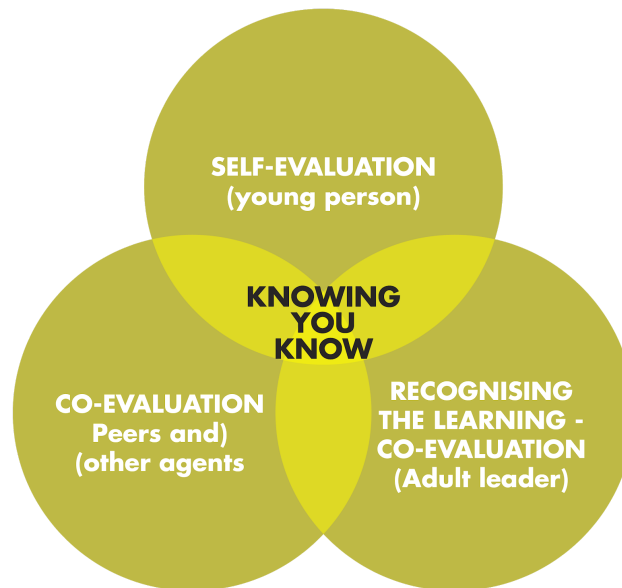 SELF-EVALUATION
(young person)
KNOWING
YOU
KNOW
CO-EVALUATION
Peers and)
(other agents
RECOGNISING
THE LEARNING -
CO-EVALUATION
(Adult leader)